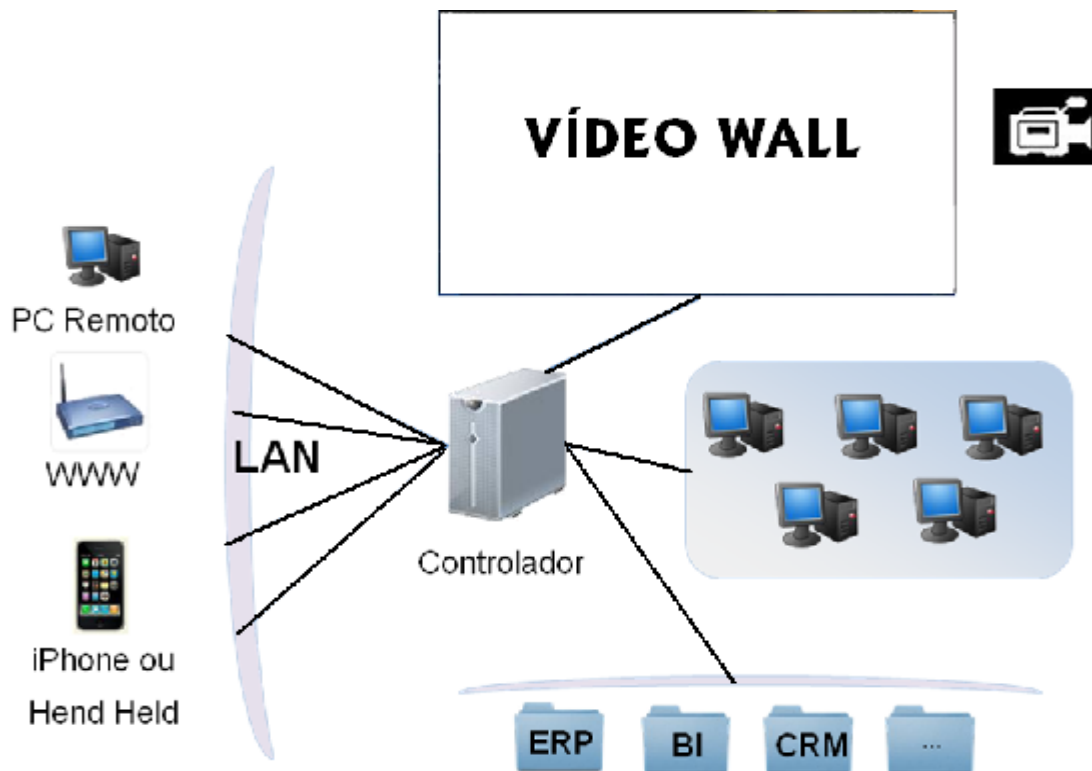 VÍDEO WALL
PC Remoto
WWW
LAN
Controlador
iPhone ou
Hend Held
ERP
BI
CRM
...